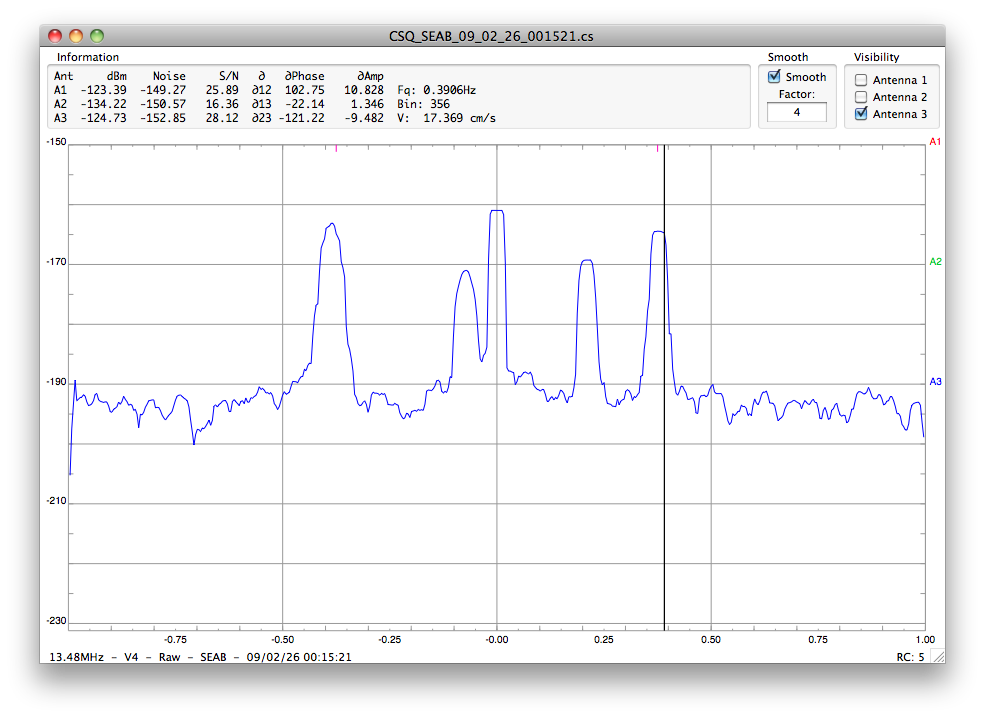 CSQ_SEAB_09_02_26_001521.cs
Information Smooth Visibility
Ant dBm Noise S/N ∂ ∂Phase ∂Amp
A1 -123.39 -149.27 25.89 ∂12 102.75 10.828 Fq: 0.3906Hz
A2 -134.22 -150.57 16.36 ∂13 -22.14 1.346 Bin: 356
A3 -124.73 -152.85 28.12 ∂23 -121.22 -9.482 V: 17.369 cm/s
Smooth
Factor:
4
Antenna 1
Antenna 2
Antenna 3
-150 A1
-170 A2
-190 A3
-210
-230
-0.75 -0.50 -0.25 -0.00 0.25 0.50 0.75 1.00
13.48MHz - V4 - Raw - SEAB - 09/02/26 00:15:21 RC: 5